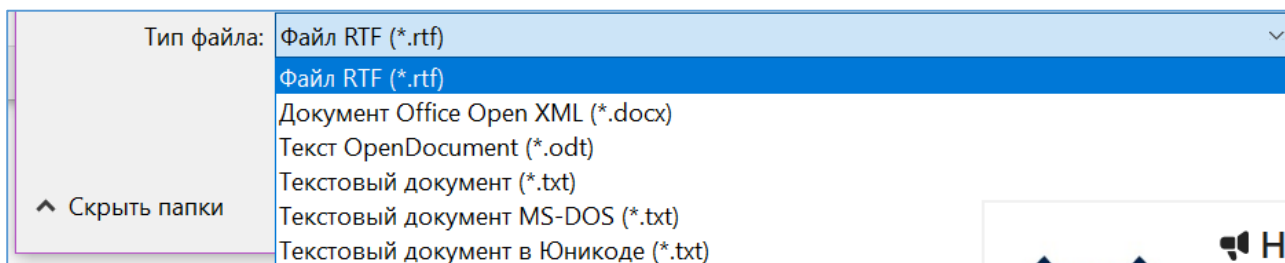 Тип файла: Файл RTF (*.rtf)
Файл RTF (*.rtf)
Документ Office Open XML (*.docx)
Текст OpenDocument (*.odt)
Текстовый документ (*.txt)
Скрыть папки
Текстовый документ MS-DOS (*.txt)
Текстовый документ в Юникоде (*.txt)
Н